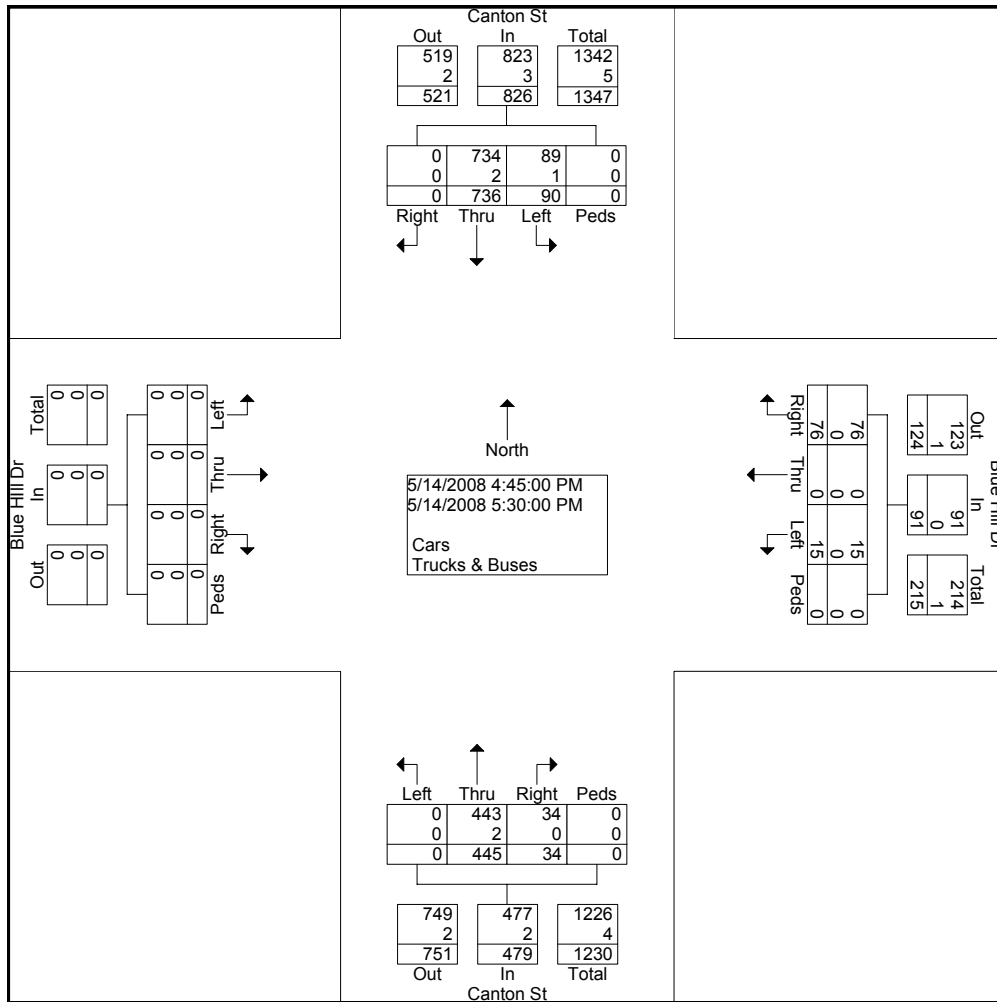 Canton St
Out In Total
519 823 1342
2 3 5
521 826 1347
0 734 89 0
0 2 1 0
0 736 90 0
Right Thru Left Peds
Blue Hill Dr
Total In Out
0 0 0
0 0 0
0 0 0
Left Thru Right Peds
0 0 0 0
0 0 0 0
0 0 0 0
North
5/14/2008 4:45:00 PM
5/14/2008 5:30:00 PM
Cars
Trucks & Buses
Right Thru Left Peds
76 0 15 0
0 0 0 0
76 0 15 0
Out In Total
123 91 214
1 0 1
124 91 215
Blue Hill Dr
Left Thru Right Peds
0 443 34 0
0 2 0 0
0 445 34 0
749 477 1226
2 2 4
751 479 1230
Out In Total
Canton St